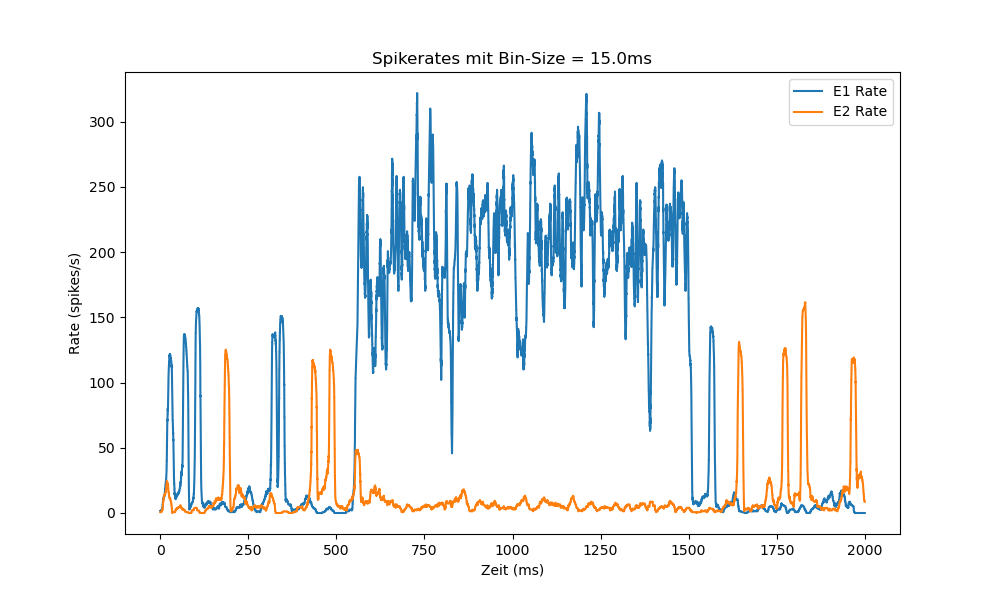 Spikerates mit Bin-Size = 15.0ms
E1 Rate
E2 Rate
Rate (spikes/s)
300
250
200
150
100
50
0
0 250 500 750 1000 1250 1500 1750 2000
Zeit (ms)